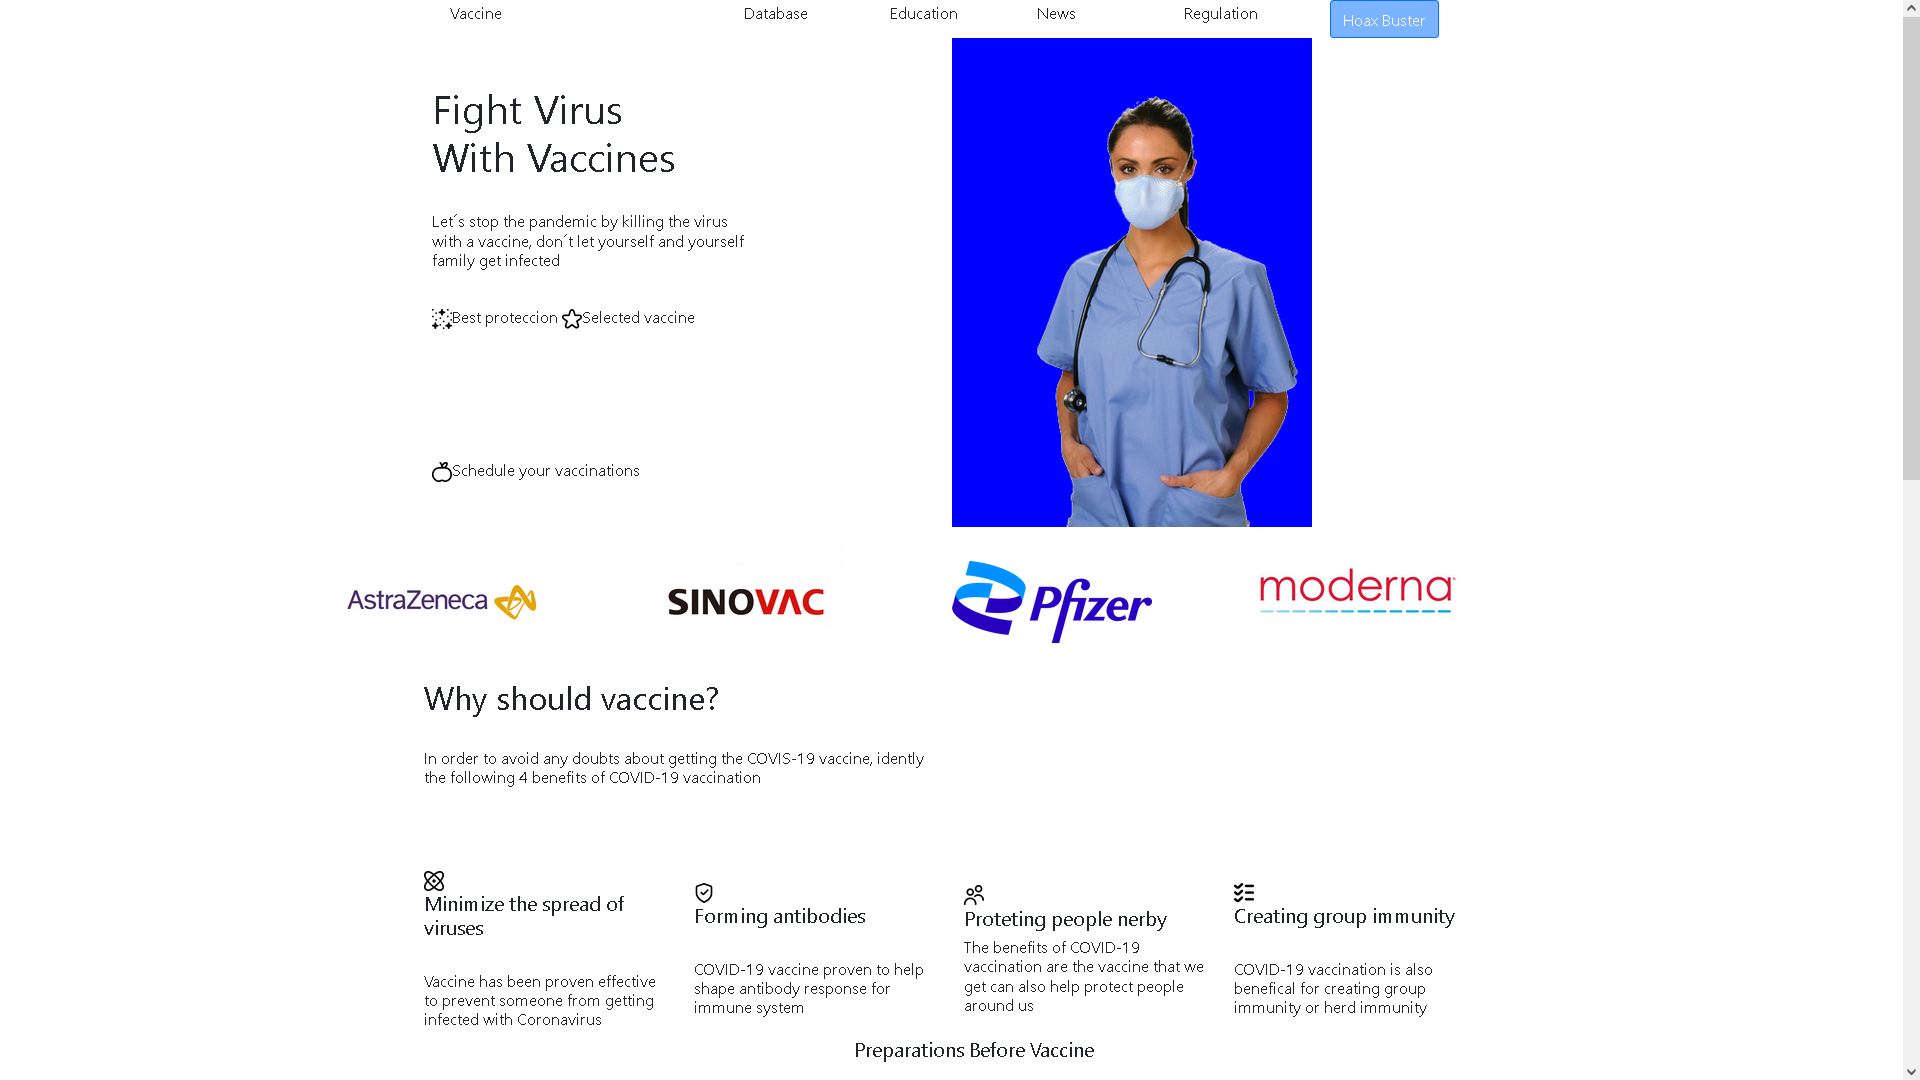 Vaccine
Database
Education
News
Regulation
Hoax Buster
Fight Virus
With Vaccines
Let´s stop the pandemic by killing the virus
with a vaccine, don´t let yourself and yourself
family get infected
Best proteccion
Selected vaccine
Schedule your vaccinations
AstraZeneca
SINOVAC
Pfizer
moderna
Why should vaccine?
In order to avoid any doubts about getting the COVIS-19 vaccine, idently
the following 4 benefits of COVID-19 vaccination
Minimize the spread of
viruses
Vaccine has been proven effective
to prevent someone from getting
infected with Coronavirus
Forming antibodies
COVID-19 vaccine proven to help
shape antibody response for
immune system
Proteting people nerby
The benefits of COVID-19
vaccination are the vaccine that we
get can also help protect people
around us
Creating group immunity
COVID-19 vaccination is also
benefical for creating group
immunity or herd immunity
Preparations Before Vaccine